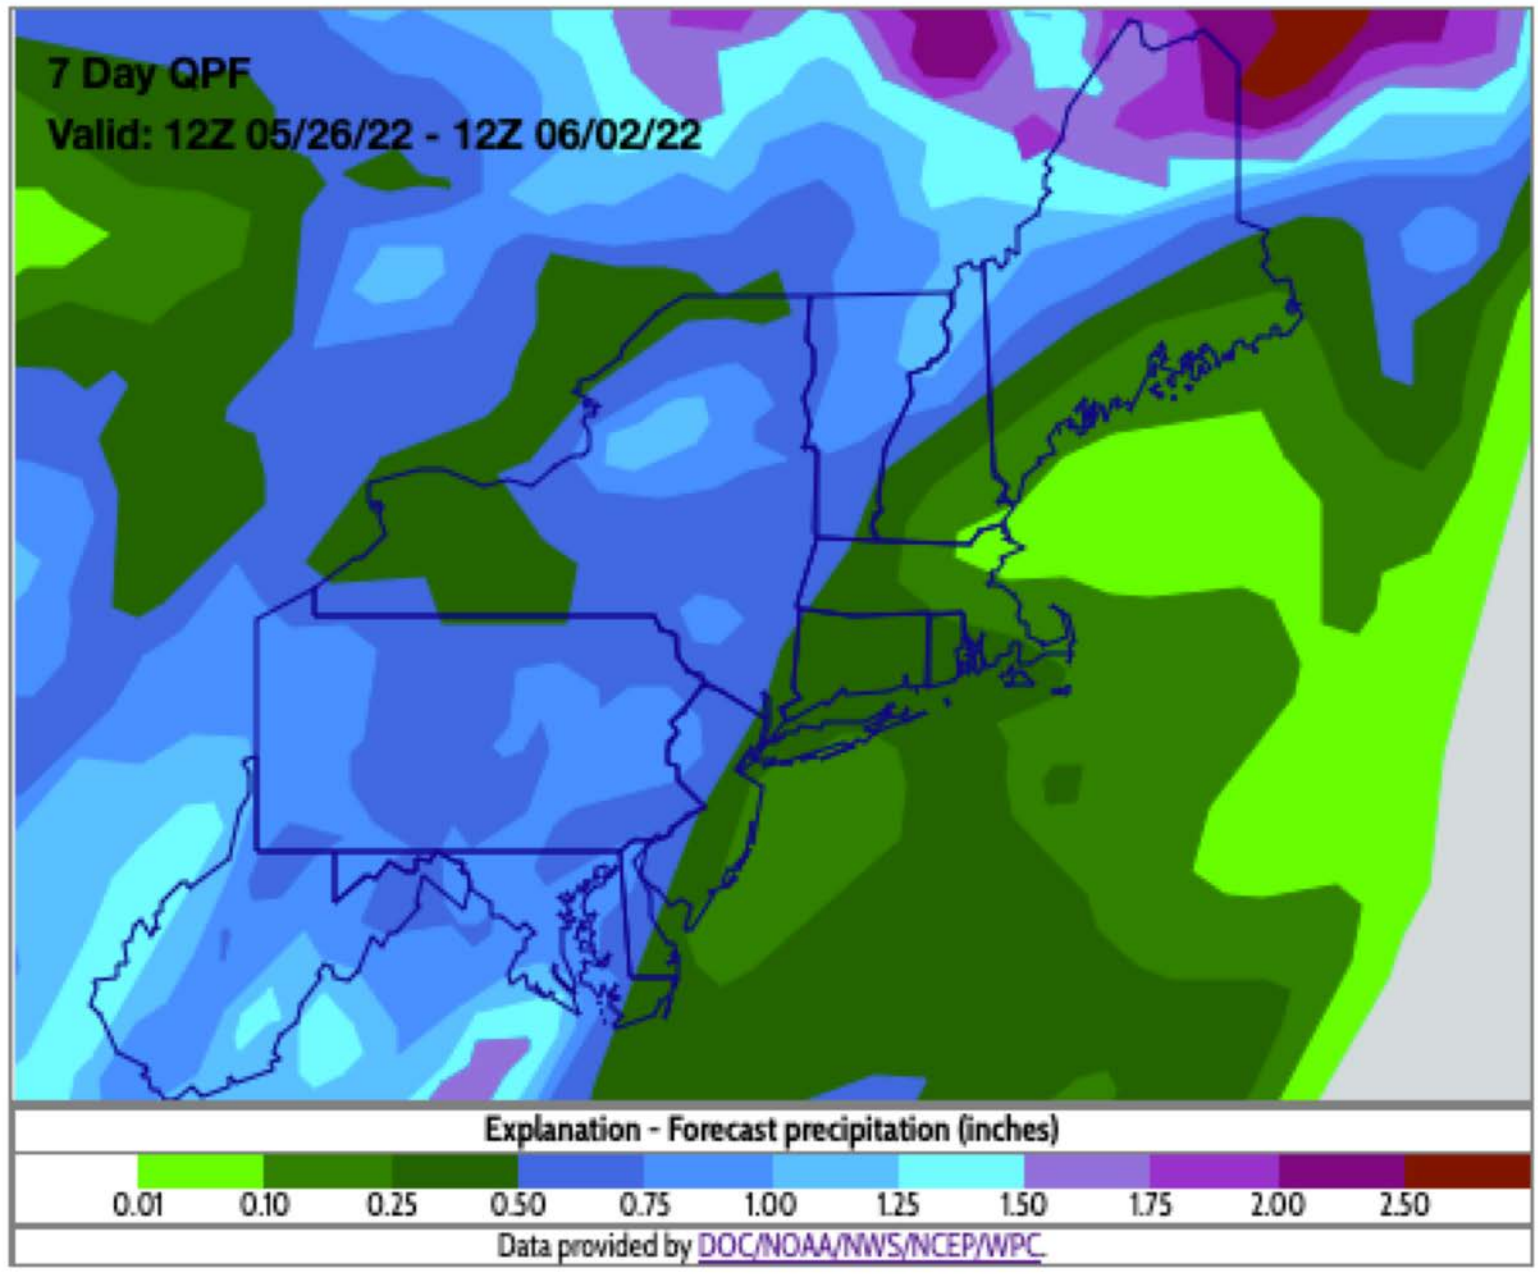 7 Day QPF
Valid: 12Z 05/26/22 - 12Z 06/02/22
Explanation - Forecast precipitation (inches)
0.01 0.10 0.25 0.50 0.75 1.00 1.25 1.50 1.75 2.00 2.50
Data provided by DOC/NOAA/NWS/NCEP/WPC.